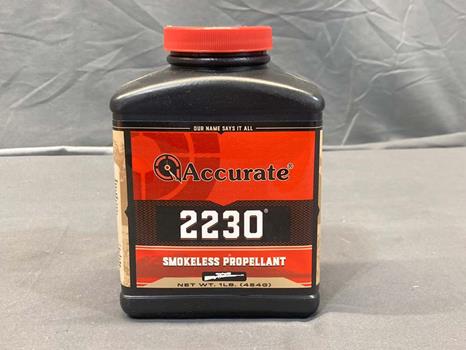 OUR NAME SAYS IT ALL
Accurate®
2230®
SMOKELESS PROPELLANT
NET WT. 1LB. (454G)